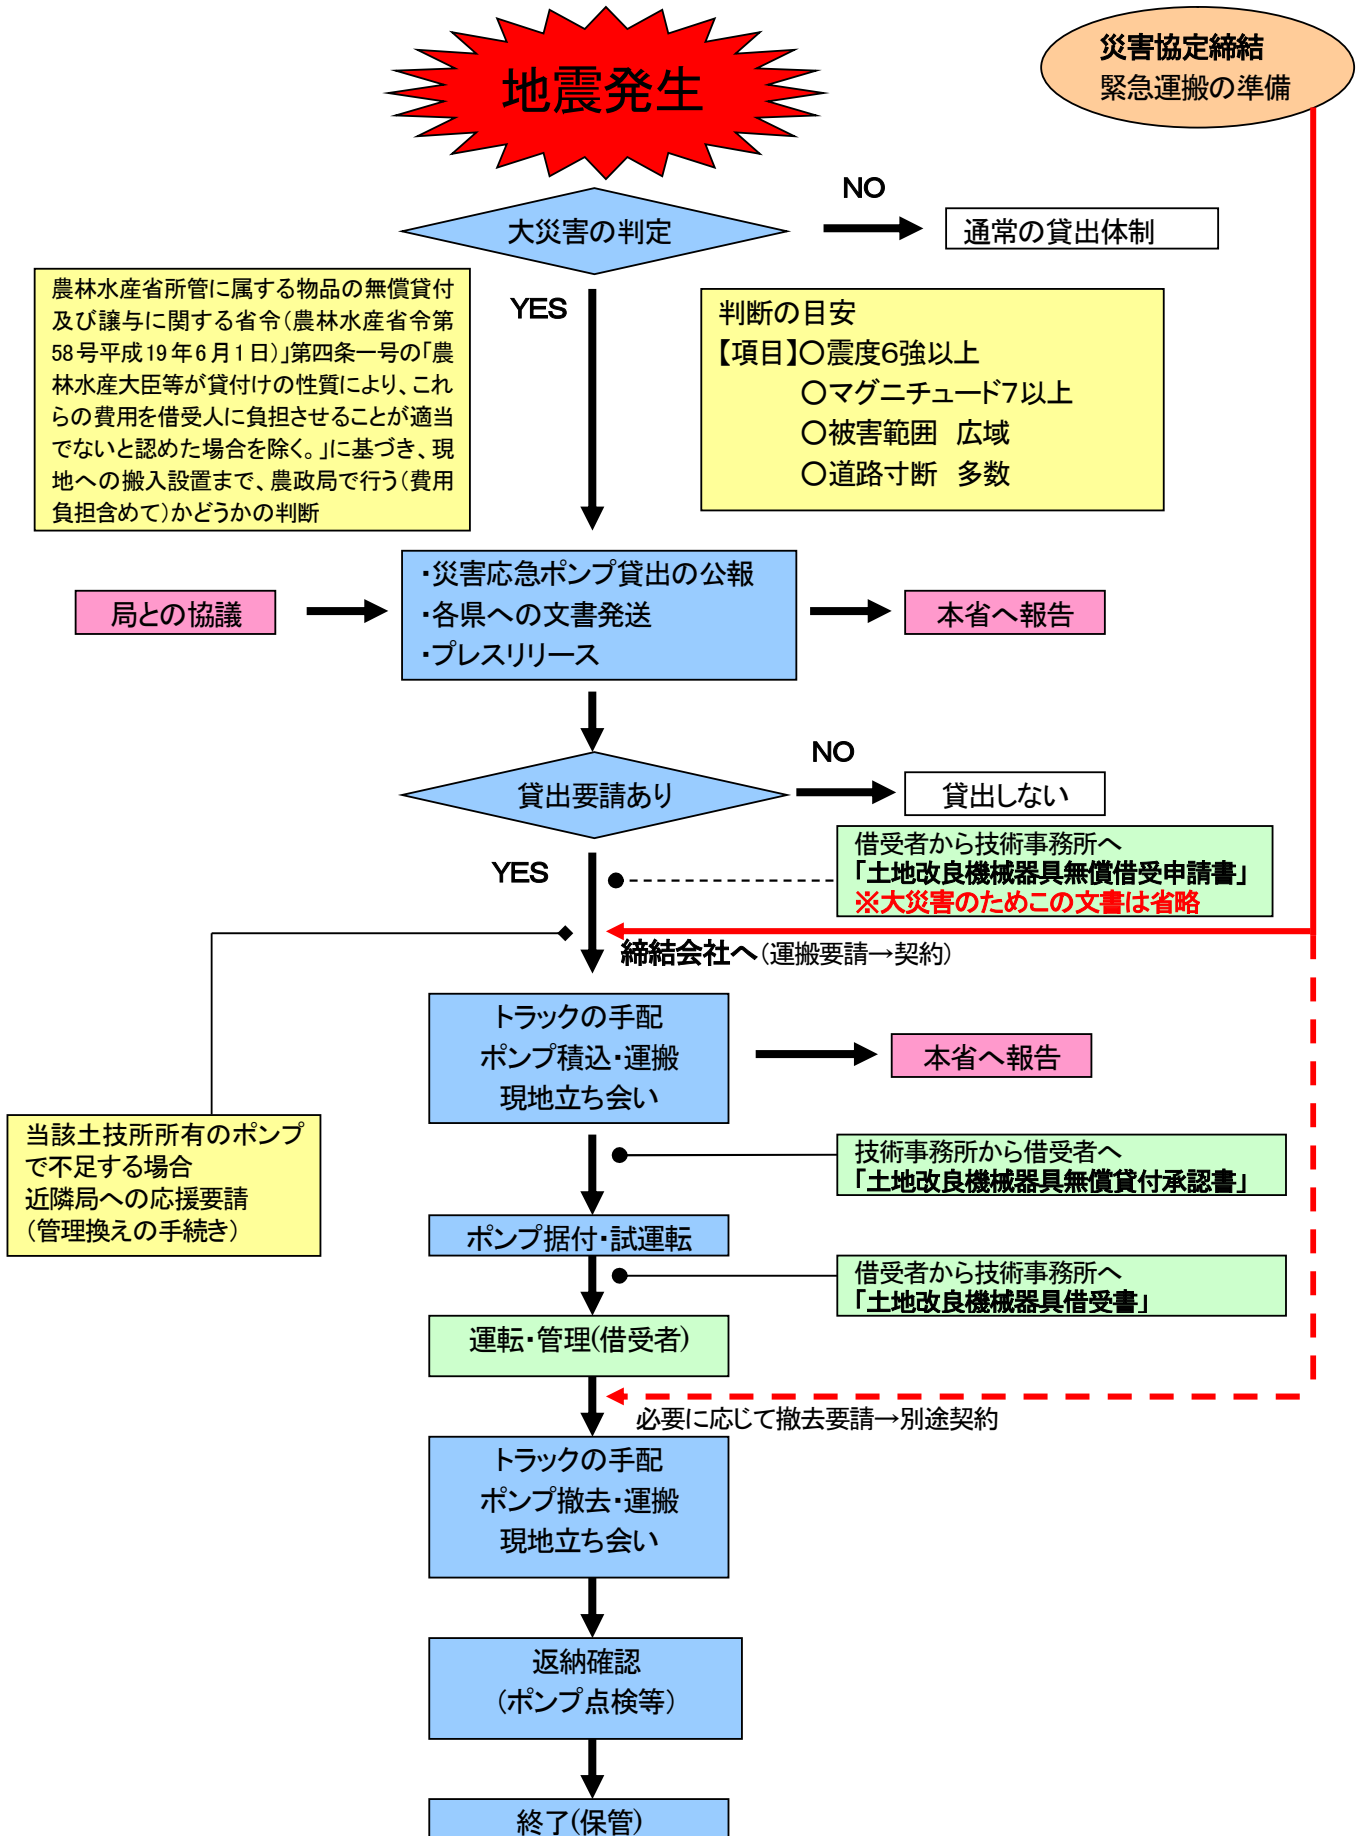 地震発生
災害協定締結
緊急運搬の準備
NO
大災害の判定
通常の貸出体制
YES
農林水産省所管に属する物品の無償貸付
及び譲与に関する省令(農林水産省令第
58号平成19年6月1日)」第四条一号の「農
林水産大臣等が貸付けの性質により、これ
らの費用を借受人に負担させることが適当
でないと認めた場合を除く。」に基づき、現
地への搬入設置まで、農政局で行う(費用
負担含めて)かどうかの判断
判断の目安
【項目】〇震度6強以上
〇マグニチュード7以上
〇被害範囲　広域
〇道路寸断　多数
・災害応急ポンプ貸出の公報
・各県への文書発送
・プレスリリース
局との協議
本省へ報告
NO
貸出要請あり
貸出しない
YES
借受者から技術事務所へ
「土地改良機械器具無償借受申請書」
※大災害のためこの文書は省略
締結会社へ(運搬要請→契約)
トラックの手配
ポンプ積込・運搬
現地立ち会い
本省へ報告
当該土技所所有のポンプ
で不足する場合
近隣局への応援要請
(管理換えの手続き)
技術事務所から借受者へ
「土地改良機械器具無償貸付承認書」
ポンプ据付・試運転
借受者から技術事務所へ
「土地改良機械器具借受書」
運転・管理(借受者)
必要に応じて撤去要請→別途契約
トラックの手配
ポンプ撤去・運搬
現地立ち会い
返納確認
(ポンプ点検等)
終了(保管)